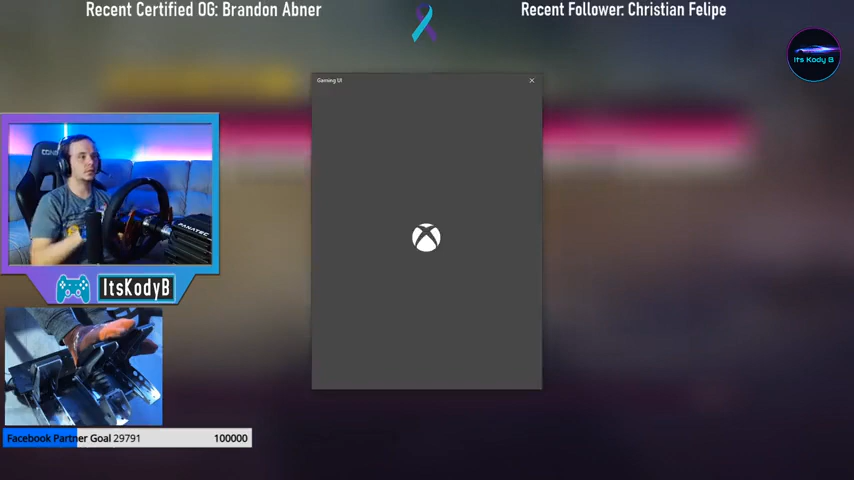 Recent Certified OG: Brandon Abner
Recent Follower: Christian Felipe
Its Kody B
Gaming UI
FANATEC
ItsKodyB
Facebook Partner Goal 29791 100000